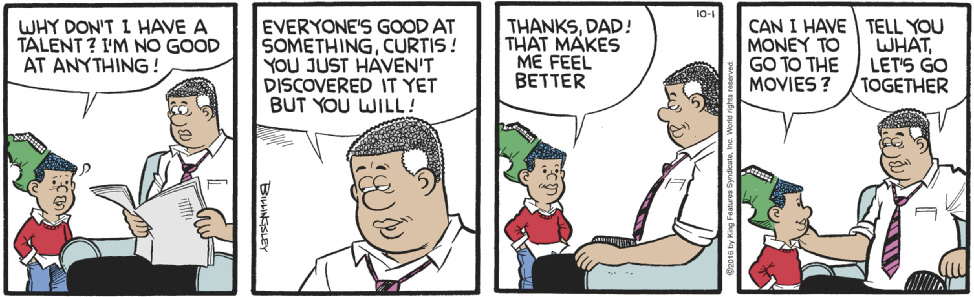 WHY DON'T I HAVE A
TALENT? I'M NO GOOD
AT ANYTHING!
EVERYONE'S GOOD AT
SOMETHING, CURTIS!
YOU JUST HAVEN'T
DISCOVERED IT YET
BUT YOU WILL!
BILLINGSLEY
THANKS, DAD!
THAT MAKES
ME FEEL
BETTER
10-1
©2016 by King Features Syndicate, Inc. World rights reserved.
CAN I HAVE
MONEY TO
GO TO THE
MOVIES?
TELL YOU
WHAT,
LET'S GO
TOGETHER